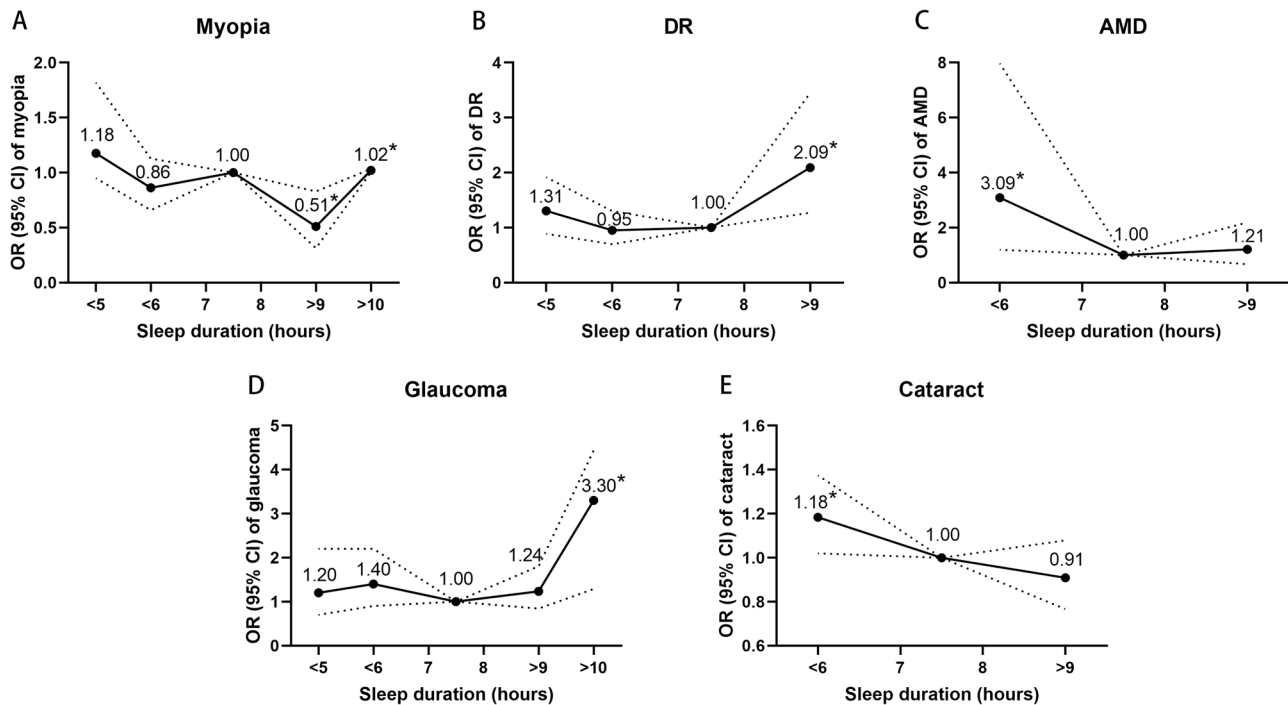 A
Myopia
OR (95% CI) of myopia
2.0
1.5
1.0
0.5
0.0
1.18
0.86
1.00
0.51*
1.02*
<5 <6 7 8 >9 >10
Sleep duration (hours)
B
DR
OR (95% CI) of DR
4
3
2
1
0
1.31
0.95
1.00
2.09*
<5 <6 7 8 >9
Sleep duration (hours)
C
AMD
OR (95% CI) of AMD
8
6
4
2
0
3.09*
1.00
1.21
<6 7 8 >9
Sleep duration (hours)
D
Glaucoma
OR (95% CI) of glaucoma
5
4
3
2
1
0
1.20
1.40
1.00
1.24
3.30*
<5 <6 7 8 >9 >10
Sleep duration (hours)
E
Cataract
OR (95% CI) of cataract
1.6
1.4
1.2
1.0
0.8
0.6
1.18*
1.00
0.91
<6 7 8 >9
Sleep duration (hours)